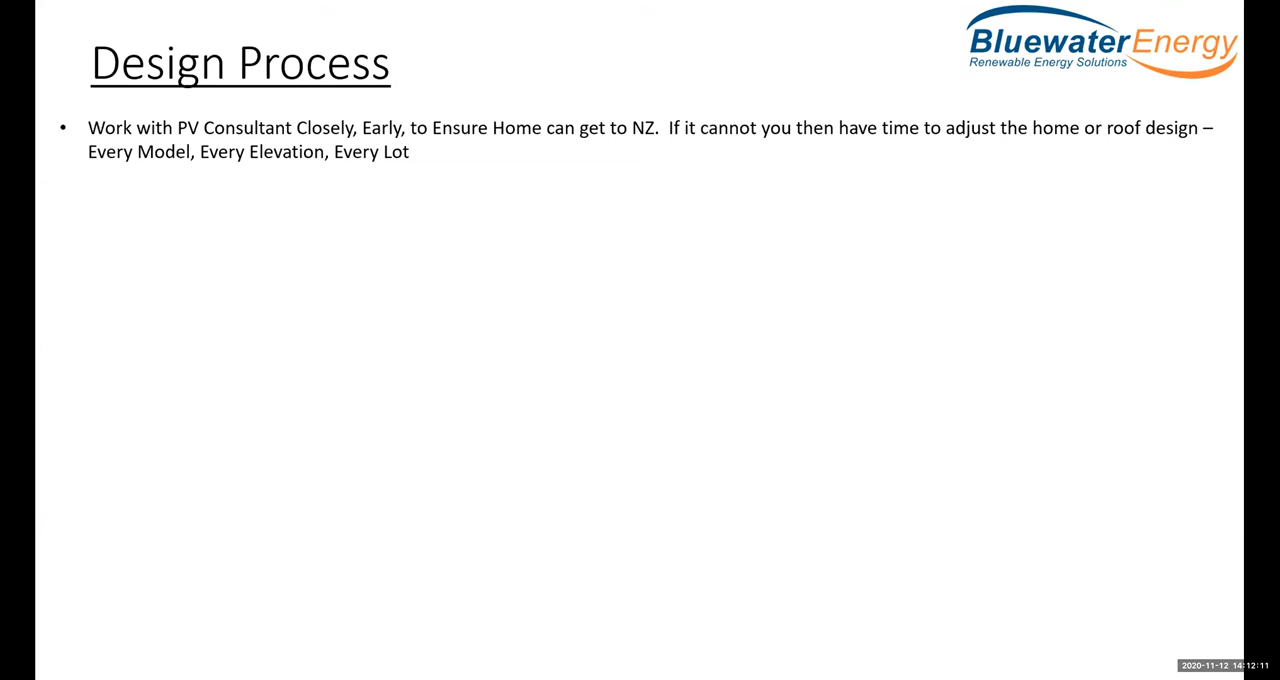 Design Process
BluewaterEnergy
Renewable Energy Solutions
• Work with PV Consultant Closely, Early, to Ensure Home can get to NZ.  If it cannot you then have time to adjust the home or roof design –
Every Model, Every Elevation, Every Lot
2020-11-12 14:12:11